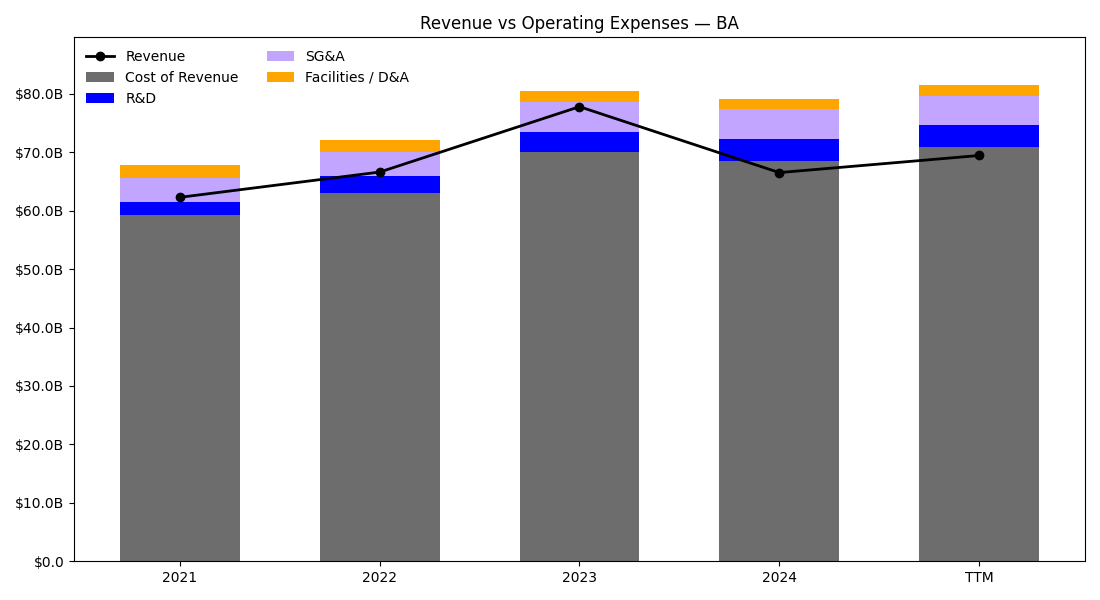 Revenue vs Operating Expenses — BA
Revenue
Cost of Revenue
R&D
SG&A
Facilities / D&A
$80.0B
$70.0B
$60.0B
$50.0B
$40.0B
$30.0B
$20.0B
$10.0B
$0.0
2021 2022 2023 2024 TTM